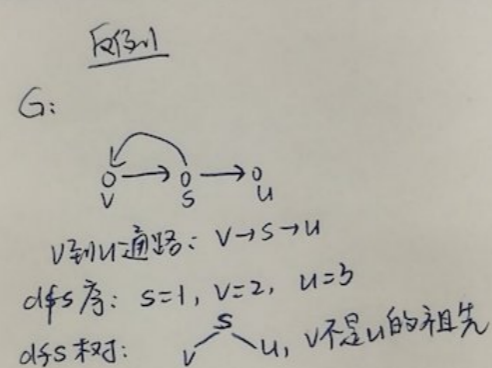 反例
G:
v s u
v到u通路: v→s→u
dfs序: s=1, v=2, u=3
s
dfs树: v u, v不是u的祖先